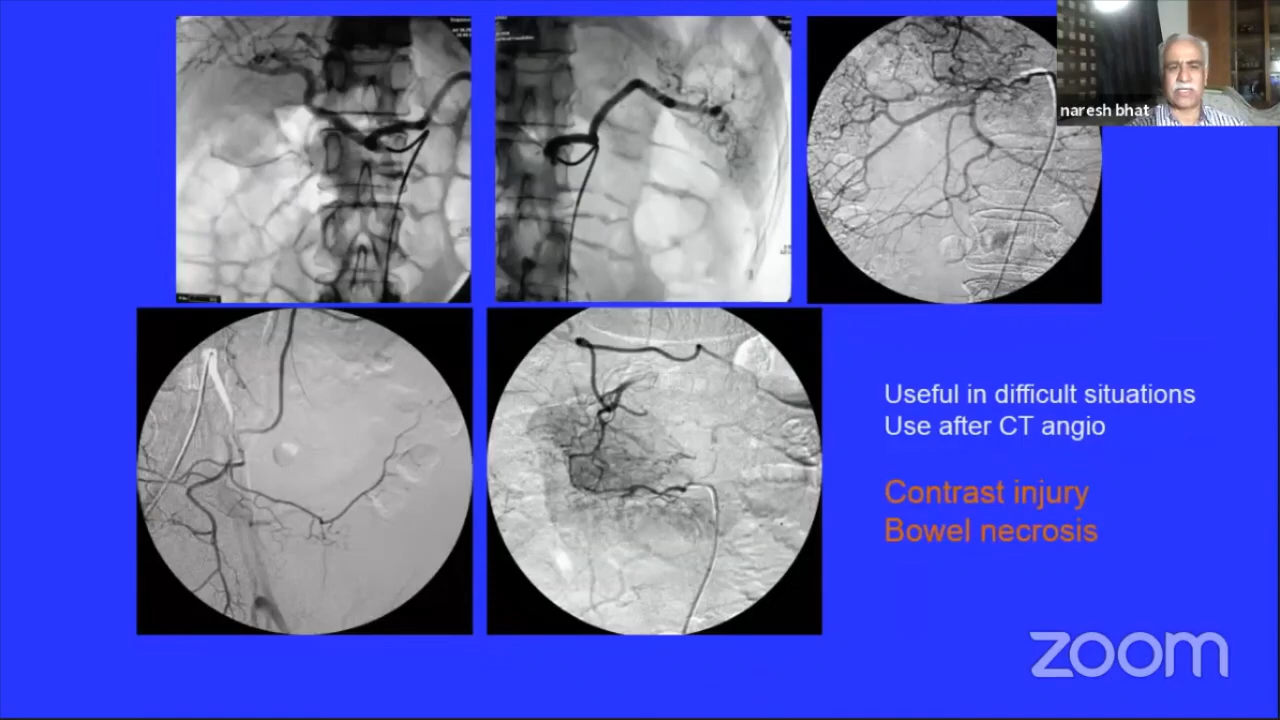 naresh bhat
Useful in difficult situations
Use after CT angio
Contrast injury
Bowel necrosis
zoom